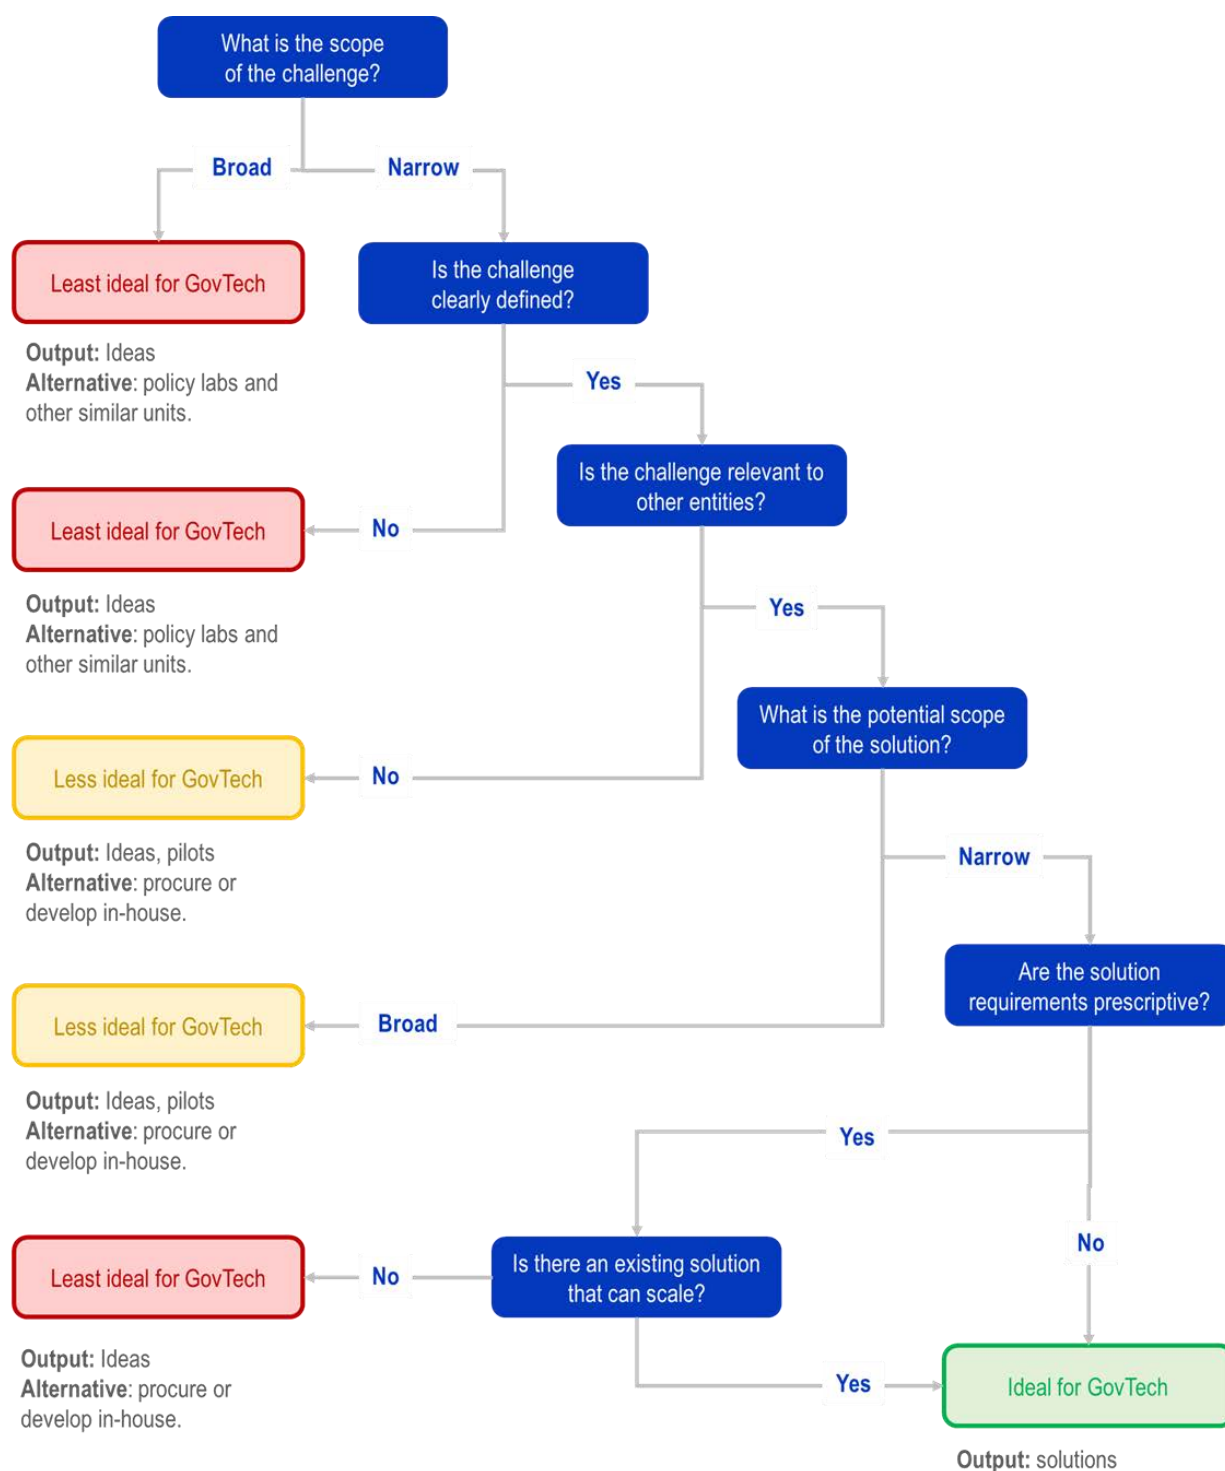 What is the scope
of the challenge?
Broad
Narrow
Least ideal for GovTech
Is the challenge
clearly defined?
Output: Ideas
Alternative: policy labs and
other similar units.
Yes
Is the challenge relevant to
other entities?
Least ideal for GovTech
No
Output: Ideas
Alternative: policy labs and
other similar units.
Yes
What is the potential scope
of the solution?
Less ideal for GovTech
No
Output: Ideas, pilots
Alternative: procure or
develop in-house.
Narrow
Are the solution
requirements prescriptive?
Less ideal for GovTech
Broad
Output: Ideas, pilots
Alternative: procure or
develop in-house.
Yes
No
Least ideal for GovTech
No
Is there an existing solution
that can scale?
Output: Ideas
Alternative: procure or
develop in-house.
Yes
Ideal for GovTech
Output: solutions